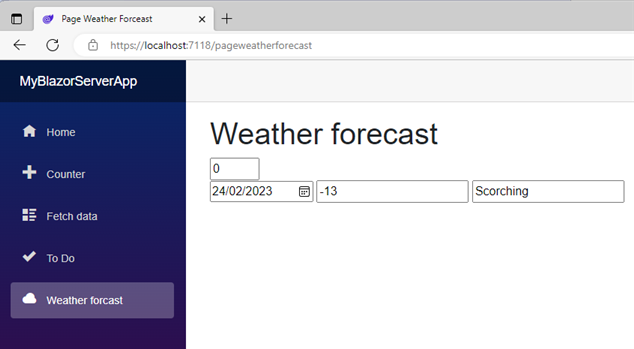 Page Weather Forceast
https://localhost:7118/pageweatherforecast
MyBlazorServerApp
Home
Counter
Fetch data
To Do
Weather forcast
Weather forecast
0
24/02/2023 -13 Scorching